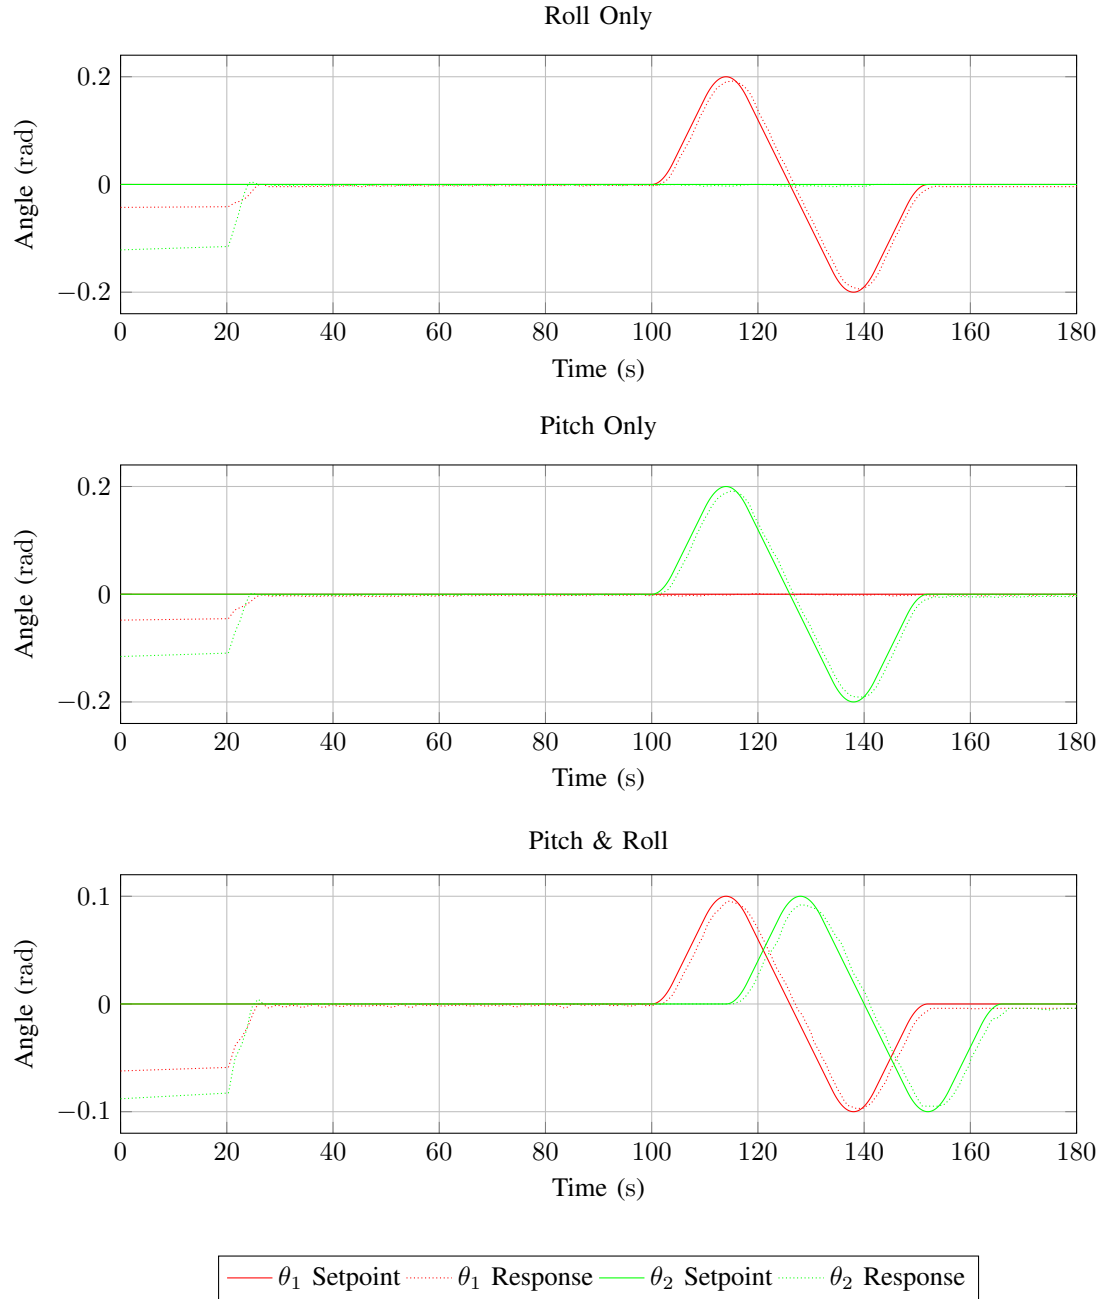 Roll Only
0.2
0
−0.2
Angle (rad)
0 20 40 60 80 100 120 140 160 180
Time (s)
Pitch Only
0.2
0
−0.2
Angle (rad)
0 20 40 60 80 100 120 140 160 180
Time (s)
Pitch & Roll
0.1
0
−0.1
Angle (rad)
0 20 40 60 80 100 120 140 160 180
Time (s)
θ₁ Setpoint θ₁ Response θ₂ Setpoint θ₂ Response